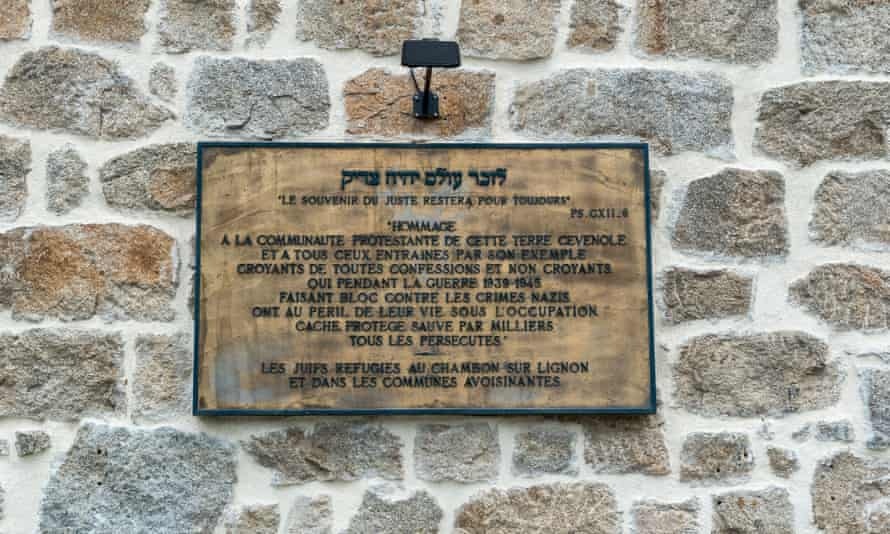 לזכר עולם יהיה צדיק
"LE SOUVENIR DU JUSTE RESTERA POUR TOUJOURS"
PS.CXII.6
"HOMMAGE
A LA COMMUNAUTE PROTESTANTE DE CETTE TERRE CEVENOLE
ET A TOUS CEUX ENTRAINES PAR SON EXEMPLE
CROYANTS DE TOUTES CONFESSIONS ET NON CROYANTS
QUI PENDANT LA GUERRE 1939-1945
FAISANT BLOC CONTRE LES CRIMES NAZIS
ONT AU PERIL DE LEUR VIE SOUS L'OCCUPATION
CACHE PROTEGE SAUVE PAR MILLIERS
TOUS LES PERSECUTES."
LES JUIFS REFUGIES AU CHAMBON SUR LIGNON
ET DANS LES COMMUNES AVOISINANTES